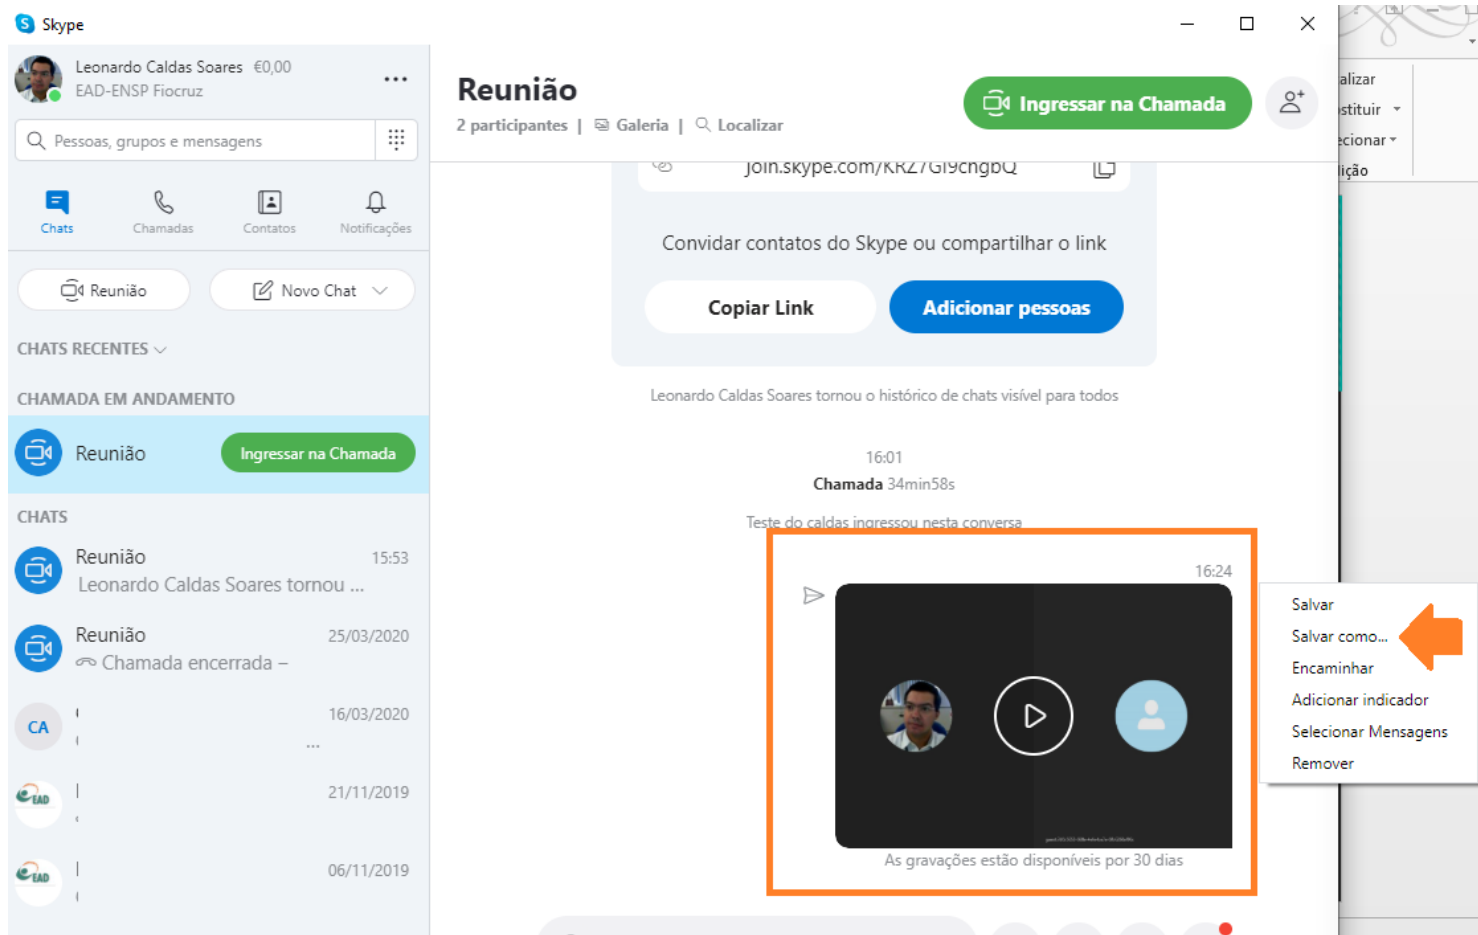 Skype
Leonardo Caldas Soares €0,00
EAD-ENSP Fiocruz
Pessoas, grupos e mensagens
Chats
Chamadas
Contatos
Notificações
Reunião
Novo Chat
CHATS RECENTES
CHAMADA EM ANDAMENTO
Reunião
Ingressar na Chamada
CHATS
Reunião 15:53
Leonardo Caldas Soares tornou ...
Reunião 25/03/2020
Chamada encerrada –
CA
16/03/2020
...
EAD
21/11/2019
EAD
06/11/2019
Reunião
2 participantes | Galeria | Localizar
Ingressar na Chamada
Convidar contatos do Skype ou compartilhar o link
Copiar Link
Adicionar pessoas
Leonardo Caldas Soares tornou o histórico de chats visível para todos
16:01
Chamada 34min58s
Teste do caldas ingressou nesta conversa
16:24
As gravações estão disponíveis por 30 dias
Salvar
Salvar como...
Encaminhar
Adicionar indicador
Selecionar Mensagens
Remover
alizar
stituir
ecionar
ição